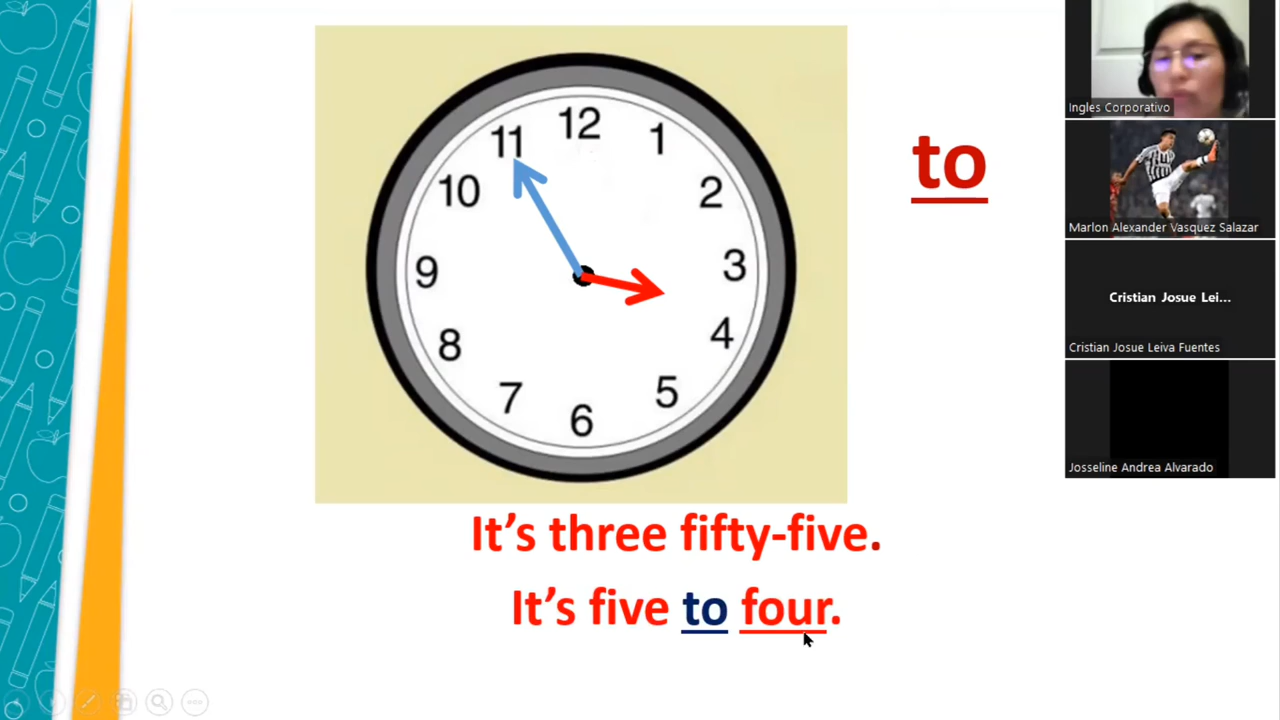 12
11
1
10
2
9
3
8
4
7
5
6
to
It's three fifty-five.
It's five to four.
Ingles Corporativo
Marlon Alexander Vasquez Salazar
Cristian Josue Lei...
Cristian Josue Leiva Fuentes
Josseline Andrea Alvarado